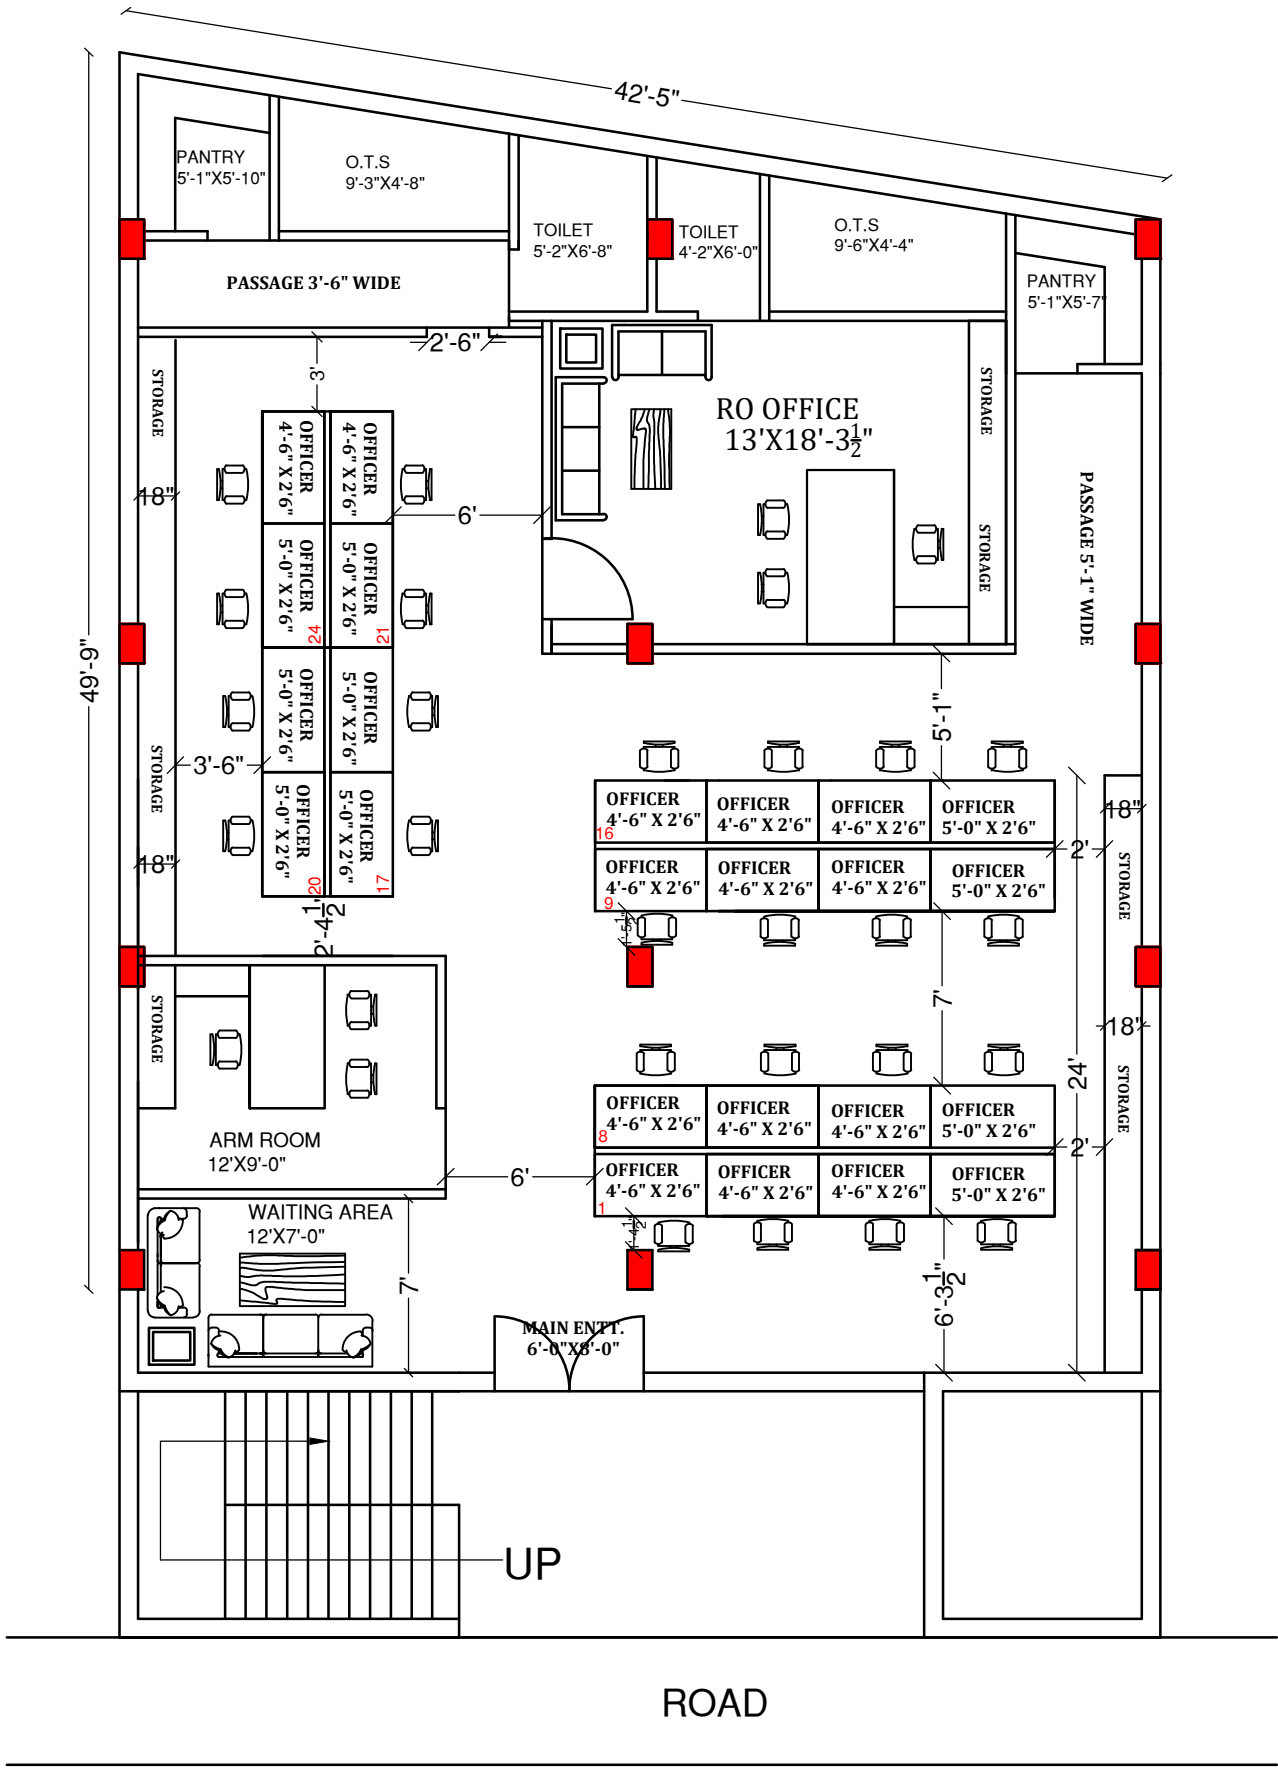 42'-5"
49'-9"
PANTRY
5'-1"X5'-10"
O.T.S
9'-3"X4'-8"
TOILET
5'-2"X6'-8"
TOILET
4'-2"X6'-0"
O.T.S
9'-6"X4'-4"
PANTRY
5'-1"X5'-7"
PASSAGE 3'-6" WIDE
2'-6"
3'
STORAGE
18"
OFFICER
4'-6" X 2'6"
OFFICER
4'-6" X 2'6"
6'
RO OFFICE
13'X18'-3½"
STORAGE
STORAGE
PASSAGE 5'-1" WIDE
OFFICER
5'-0" X 2'6"
24
OFFICER
5'-0" X 2'6"
21
OFFICER
5'-0" X 2'6"
OFFICER
5'-0" X 2'6"
3'-6"
STORAGE
18"
OFFICER
5'-0" X 2'6"
20
OFFICER
5'-0" X 2'6"
17
2'-4½"
5'-1"
OFFICER
4'-6" X 2'6"
16
OFFICER
4'-6" X 2'6"
OFFICER
4'-6" X 2'6"
OFFICER
5'-0" X 2'6"
18"
2'
OFFICER
4'-6" X 2'6"
9
OFFICER
4'-6" X 2'6"
OFFICER
4'-6" X 2'6"
OFFICER
5'-0" X 2'6"
STORAGE
1'-5½"
7'
18"
24'
STORAGE
STORAGE
ARM ROOM
12'X9'-0"
OFFICER
4'-6" X 2'6"
8
OFFICER
4'-6" X 2'6"
OFFICER
4'-6" X 2'6"
OFFICER
5'-0" X 2'6"
2'
6'
OFFICER
4'-6" X 2'6"
1
OFFICER
4'-6" X 2'6"
OFFICER
4'-6" X 2'6"
OFFICER
5'-0" X 2'6"
1'-4½"
WAITING AREA
12'X7'-0"
7'
6'-3½"
MAIN ENTT.
6'-0"X8'-0"
UP
ROAD